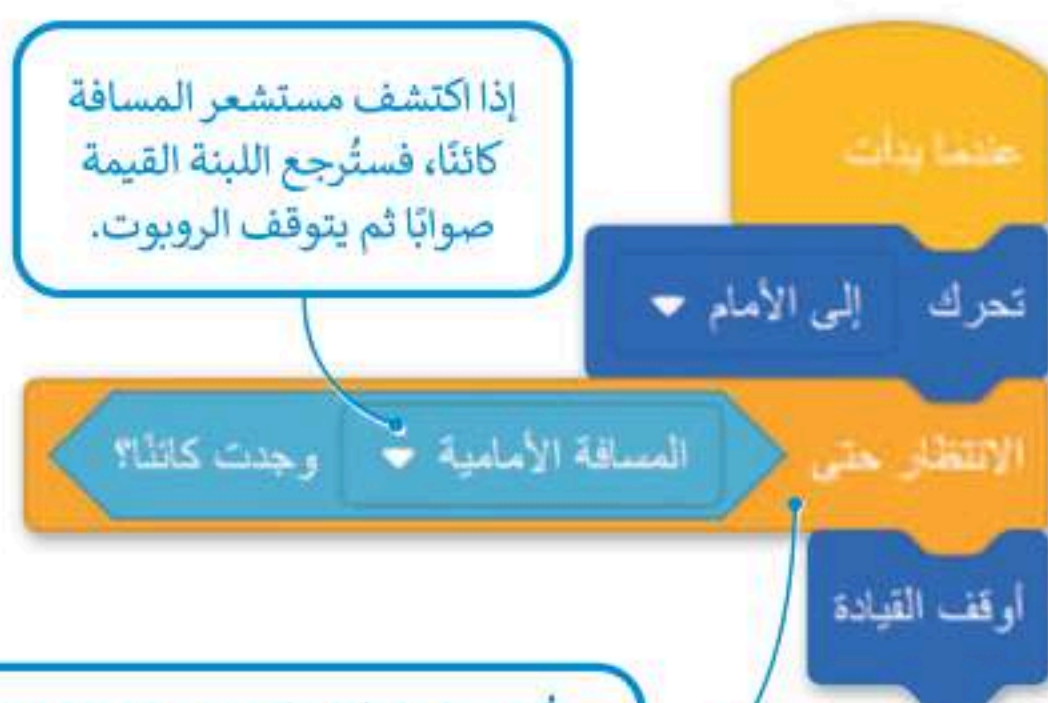 إذا اكتشف مستشعر المسافة
كائنًا، فستُرجع اللبنة القيمة
صوابًا ثم يتوقف الروبوت.
عندما بدأت
تحرك إلى الأمام
الانتظار حتى المسافة الأمامية وجدت كائنًا؟
أوقف القيادة